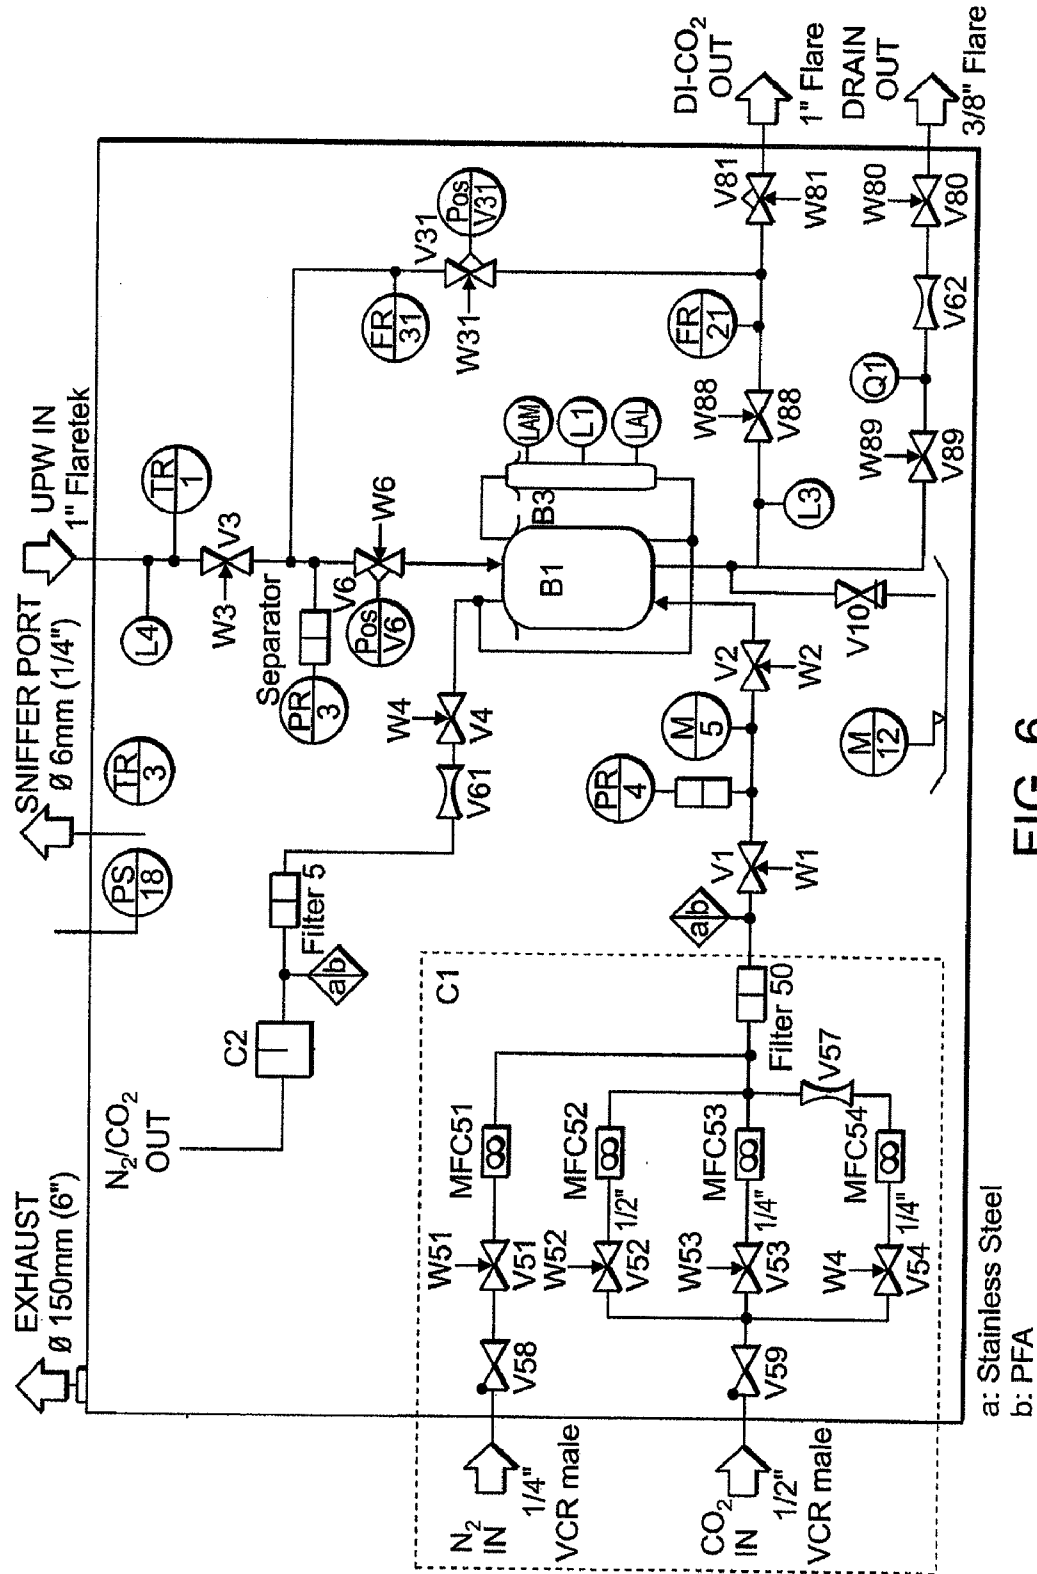 EXHAUST
Ø 150mm (6")
SNIFFER PORT
Ø 6mm (1/4")
UPW IN
1" Flaretek
N2/CO2
OUT
PS
18
TR
3
L4
TR
1
C2
Filter 5
ab
Separator
PR
3
W3
V3
V6
Pos
V6
W6
FR
31
V31
Pos
V31
W31
W4
V4
V61
B1
B3
LAM
L1
LAL
C1
N2
IN
1/4"
VCR male
V58
W51
V51
MFC51
W52
V52
1/2"
MFC52
CO2
IN
1/2"
VCR male
V59
W53
V53
1/4"
MFC53
W4
V54
1/4"
MFC54
V57
Filter 50
ab
V1
W1
PR
4
M
5
V2
W2
V10
M
12
L3
W88
V88
FR
21
V81
W81
DI-CO2
OUT
1" Flare
W89
V89
Q1
V62
W80
V80
DRAIN
OUT
3/8" Flare
a: Stainless Steel
b: PFA